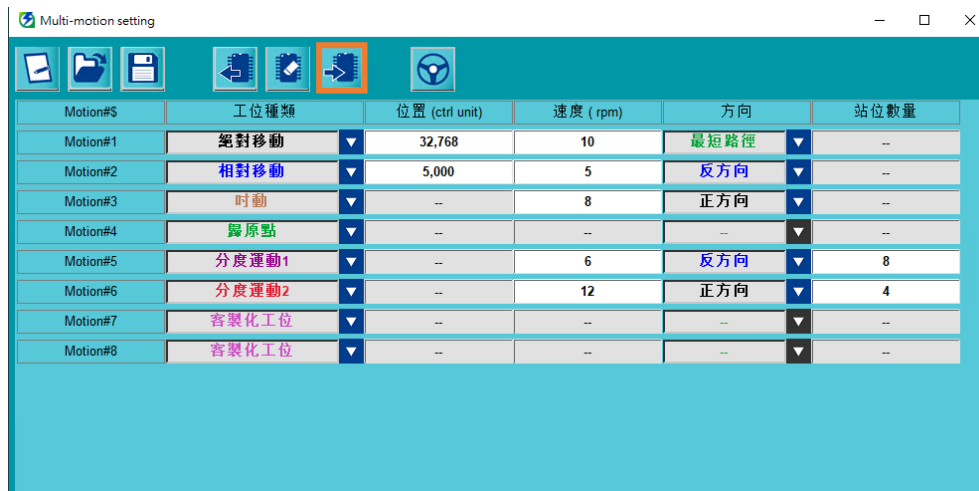 Multi-motion setting
Motion#$ 工位種類 位置 (ctrl unit) 速度 ( rpm) 方向 站位數量
Motion#1 絕對移動 32,768 10 最短路徑 --
Motion#2 相對移動 5,000 5 反方向 --
Motion#3 吋動 -- 8 正方向 --
Motion#4 歸原點 -- -- -- --
Motion#5 分度運動1 -- 6 反方向 8
Motion#6 分度運動2 -- 12 正方向 4
Motion#7 客製化工位 -- -- -- --
Motion#8 客製化工位 -- -- -- --